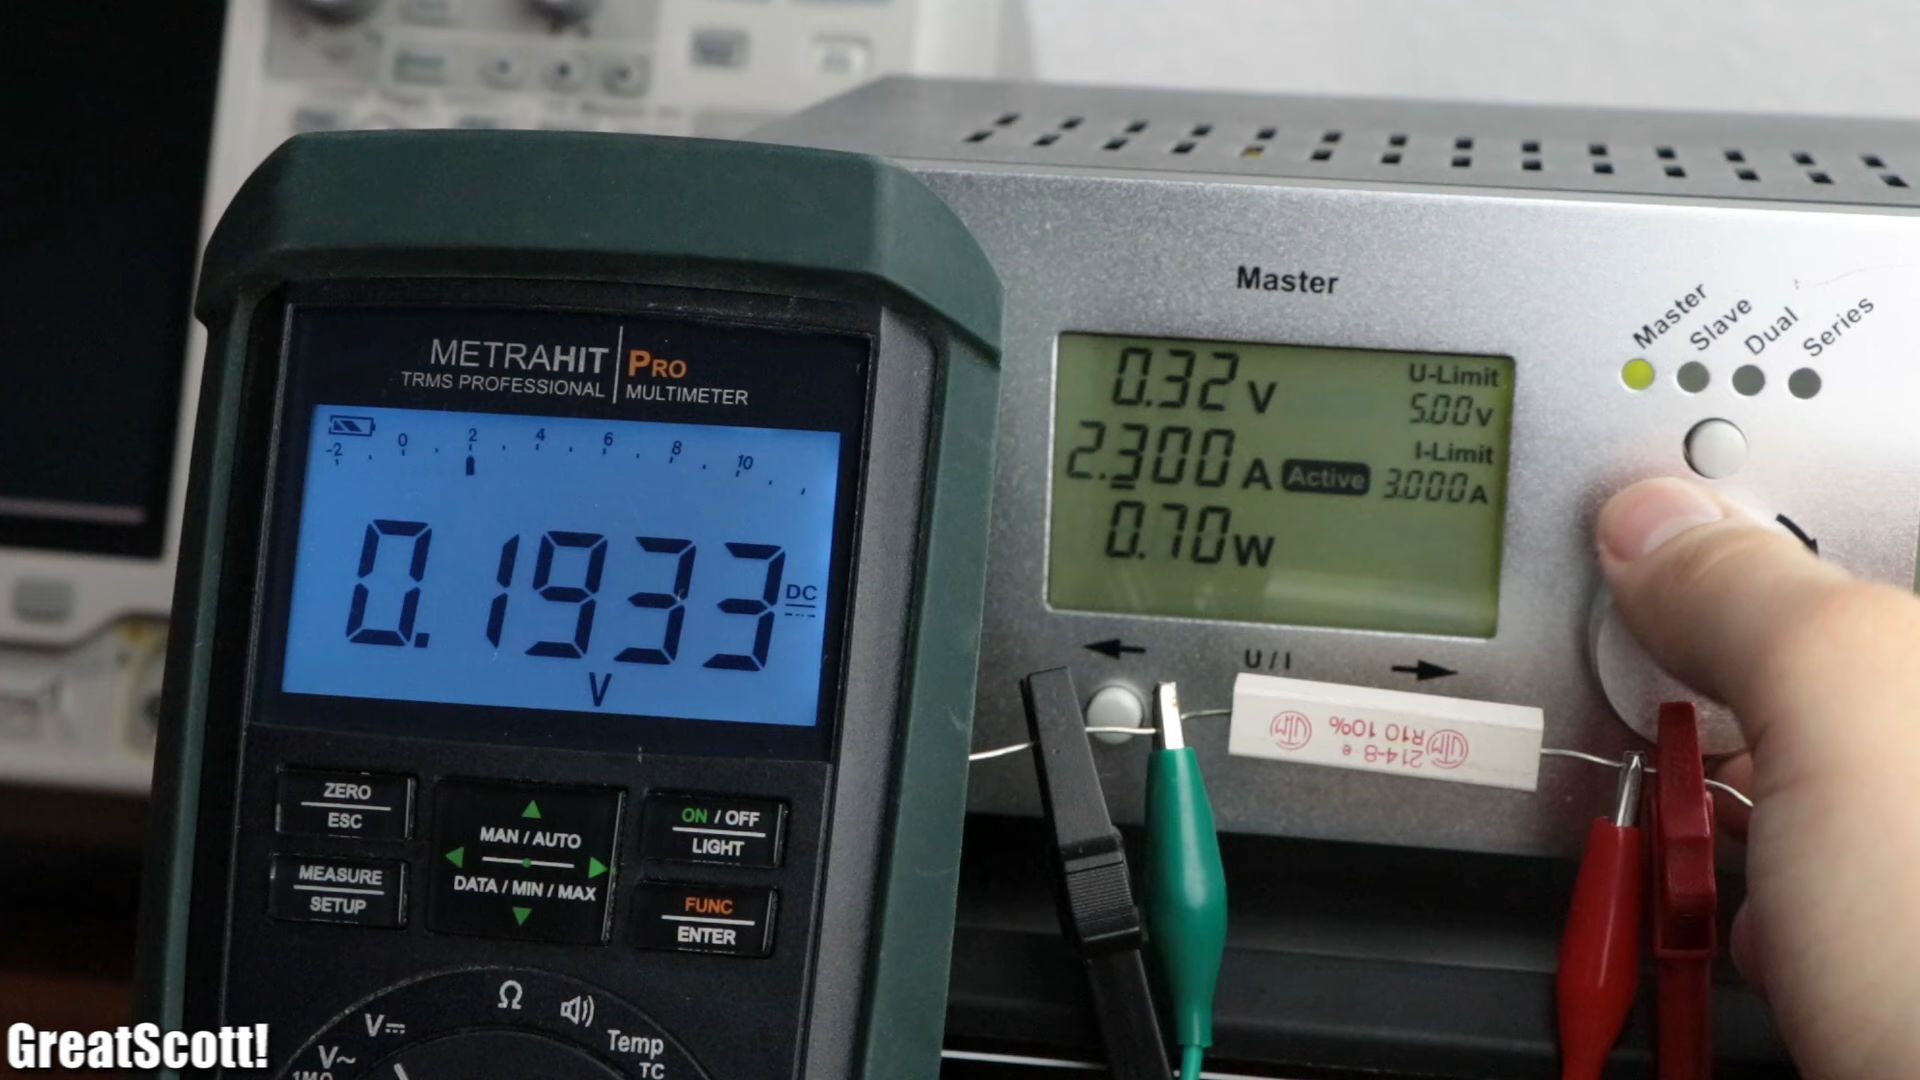 METRAHIT PRO
TRMS PROFESSIONAL MULTIMETER
-2 0 2 4 6 8 10
0.1933
DC
V
ZERO
ESC
MAN / AUTO
DATA / MIN / MAX
ON / OFF
LIGHT
MEASURE
SETUP
FUNC
ENTER
Ω
V
Temp
TC
V~
1MΩ
Master
0.32 V
U-Limit
5.00 V
2.300 A
Active
I-Limit
3.000 A
0.70 W
Master
Slave
Dual
Series
U / I
214-8 e
R10 10%
GreatScott!